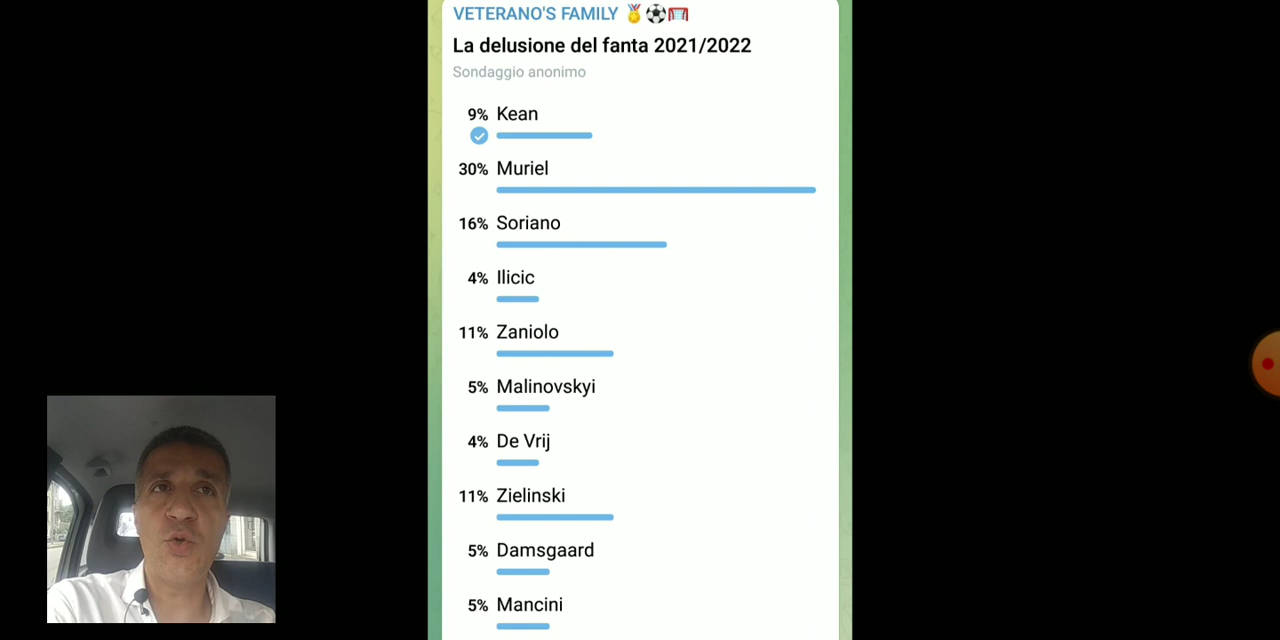 VETERANO'S FAMILY 🏅⚽🥅
La delusione del fanta 2021/2022
Sondaggio anonimo
9% Kean
30% Muriel
16% Soriano
4% Ilicic
11% Zaniolo
5% Malinovskyi
4% De Vrij
11% Zielinski
5% Damsgaard
5% Mancini